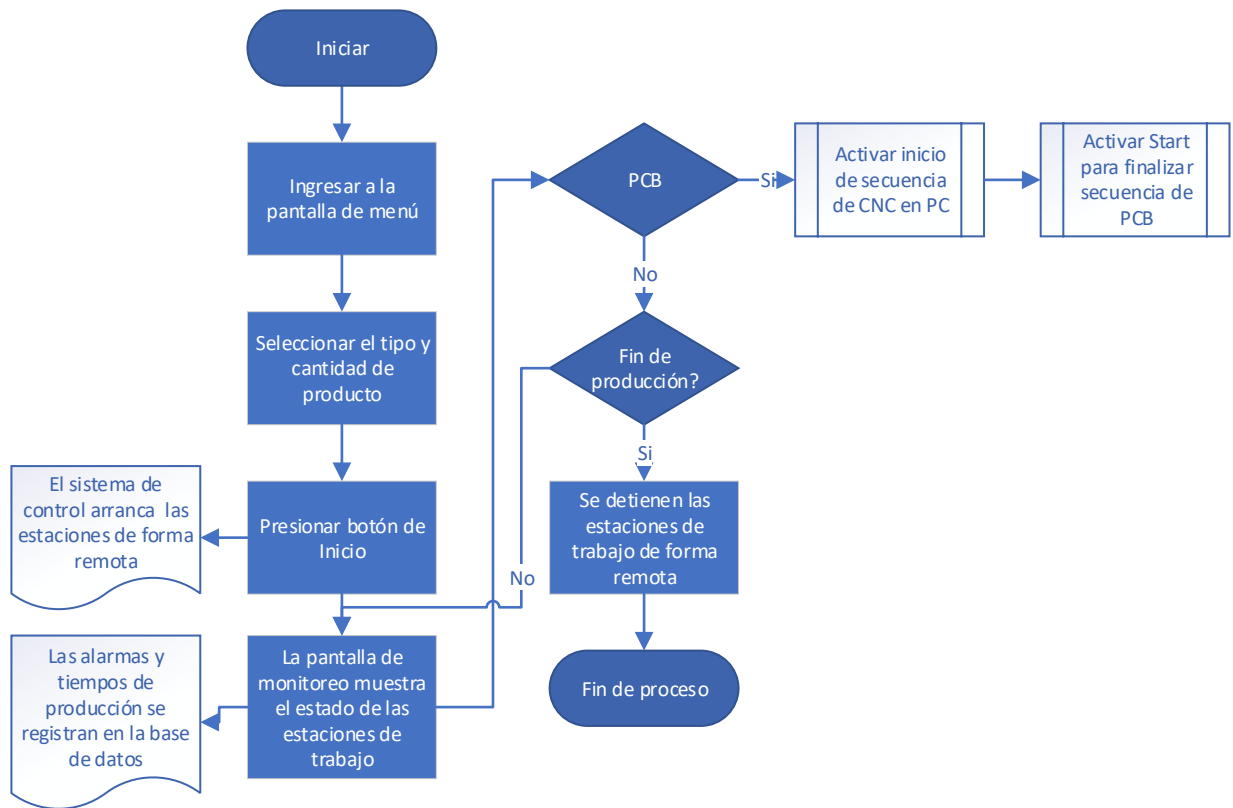 Iniciar
Ingresar a la
pantalla de menú
Seleccionar el tipo y
cantidad de
producto
Presionar botón de
Inicio
El sistema de
control arranca las
estaciones de forma
remota
La pantalla de
monitoreo muestra
el estado de las
estaciones de
trabajo
Las alarmas y
tiempos de
producción se
registran en la base
de datos
PCB
Si
Activar inicio
de secuencia
de CNC en PC
Activar Start
para finalizar
secuencia de
PCB
No
Fin de
producción?
No
Si
Se detienen las
estaciones de
trabajo de forma
remota
Fin de proceso